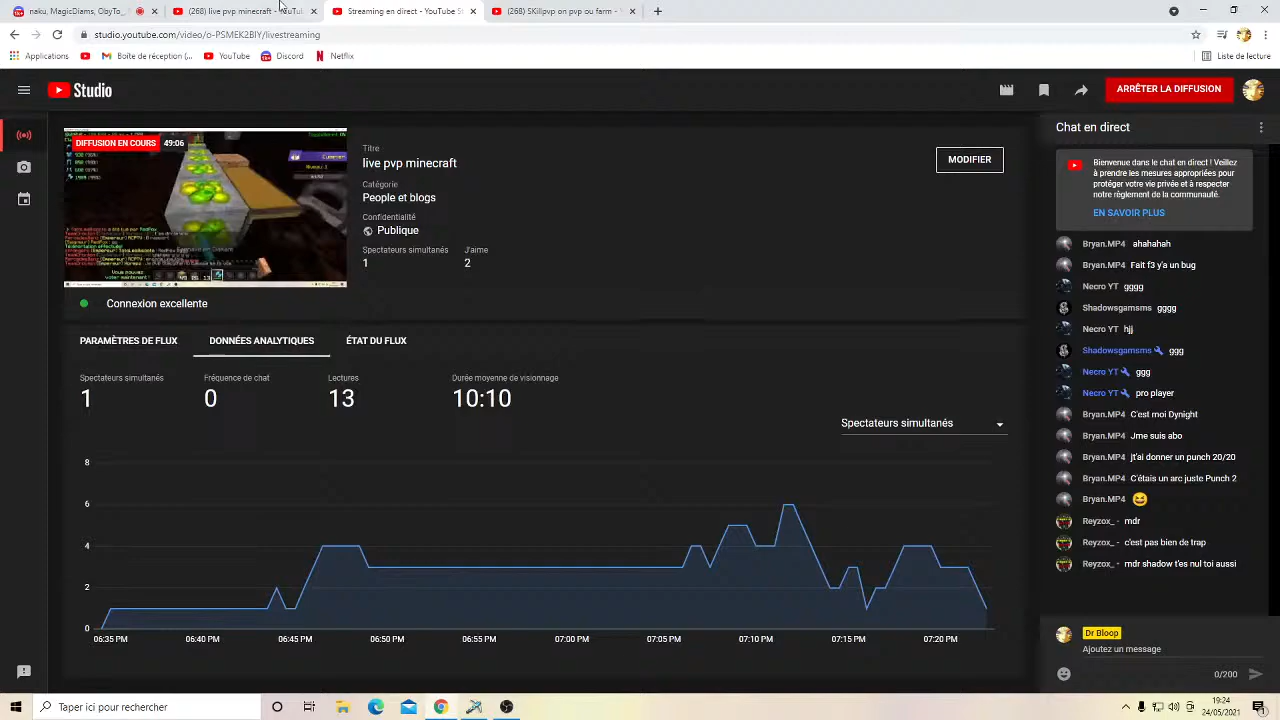 naku, MagicDiams, ObyTo_
(268) live pvp minecraft - YouTube
Streaming en direct - YouTube S
(268) SKillpvp on pvp ou farm - Y
studio.youtube.com/video/o-PSMEK2BIY/livestreaming
Applications
Boîte de réception (...
YouTube
Discord
Netflix
Liste de lecture
Studio
ARRÊTER LA DIFFUSION
DIFFUSION EN COURS
49:06
Titre
live pvp minecraft
Catégorie
People et blogs
Confidentialité
Publique
Spectateurs simultanés
J'aime
1
2
MODIFIER
Vous pouvez
voter maintenant !
Connexion excellente
PARAMÈTRES DE FLUX
DONNÉES ANALYTIQUES
ÉTAT DU FLUX
Spectateurs simultanés
Fréquence de chat
Lectures
Durée moyenne de visionnage
1
0
13
10:10
Spectateurs simultanés
8
6
4
2
0
06:35 PM
06:40 PM
06:45 PM
06:50 PM
06:55 PM
07:00 PM
07:05 PM
07:10 PM
07:15 PM
07:20 PM
Chat en direct
Bienvenue dans le chat en direct ! Veillez
à prendre les mesures appropriées pour
protéger votre vie privée et à respecter
notre règlement de la communauté.
EN SAVOIR PLUS
Bryan.MP4 ahahahah
Bryan.MP4 Fait f3 y'a un bug
Necro YT gggg
Shadowsgamsms gggg
Necro YT hjj
Shadowsgamsms ggg
Necro YT ggg
Necro YT pro player
Bryan.MP4 C'est moi Dynight
Bryan.MP4 Jme suis abo
Bryan.MP4 jt'ai donner un punch 20/20
Bryan.MP4 C'étais un arc juste Punch 2
Bryan.MP4 😆
Reyzox_ - mdr
Reyzox_ - c'est pas bien de trap
Reyzox_ - mdr shadow t'es nul toi aussi
Dr Bloop
Ajoutez un message
0/200
Taper ici pour rechercher
19:24
24/05/2021